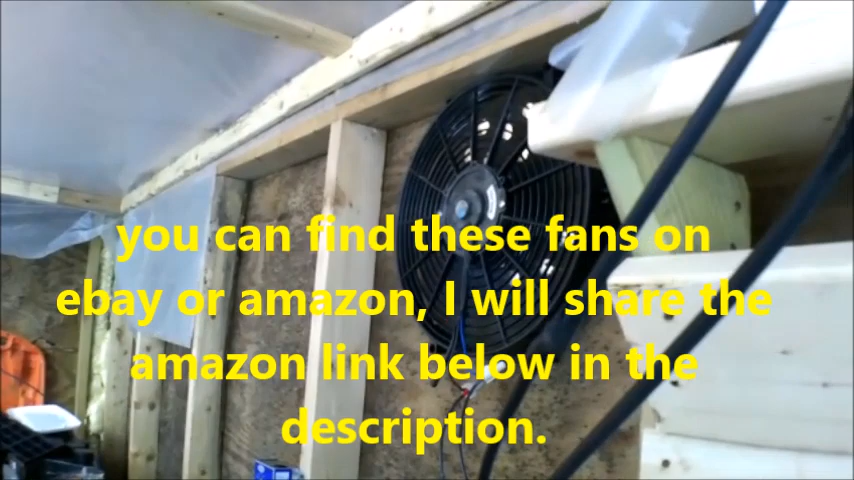 you can find these fans on
ebay or amazon, I will share the
amazon link below in the
description.